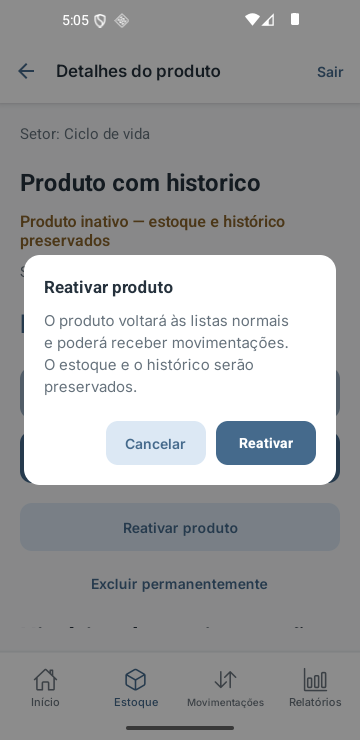 5:05
Detalhes do produto
Sair
Setor: Ciclo de vida
Produto com historico
Produto inativo — estoque e histórico
preservados
Reativar produto
O produto voltará às listas normais
e poderá receber movimentações.
O estoque e o histórico serão
preservados.
Cancelar
Reativar
Reativar produto
Excluir permanentemente
Início
Estoque
Movimentações
Relatórios